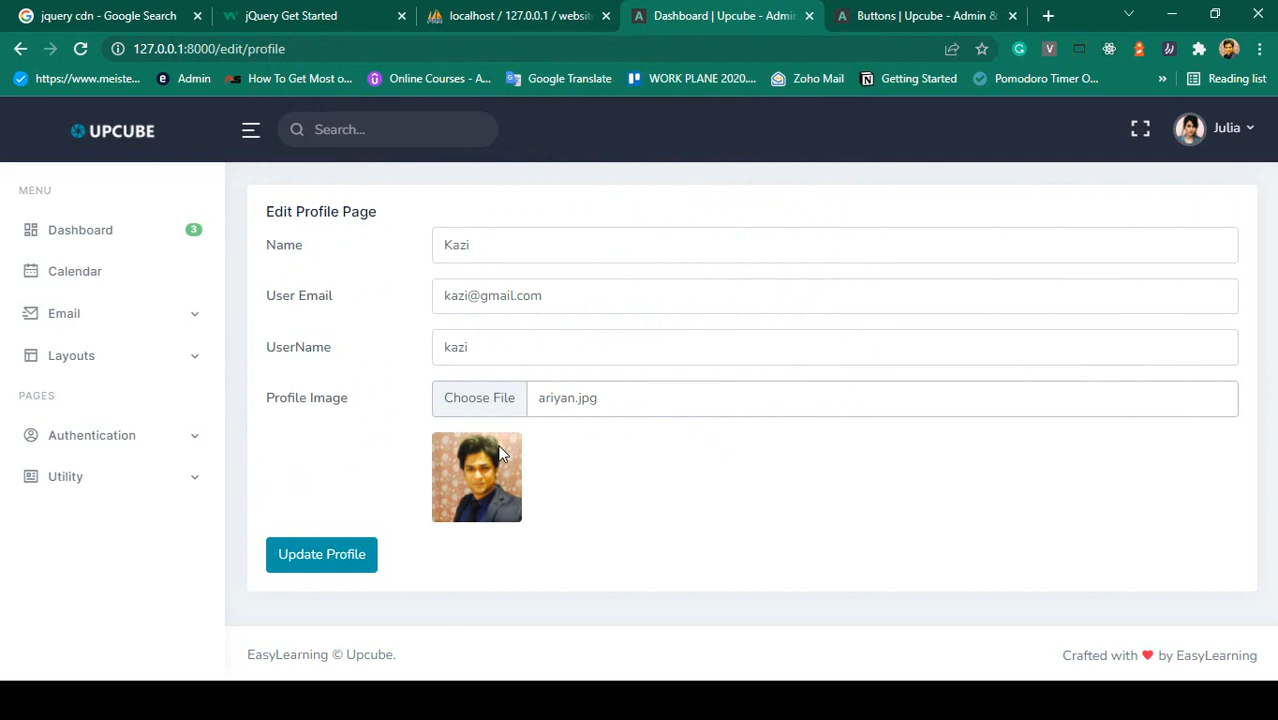 jquery cdn - Google Search
jQuery Get Started
localhost / 127.0.0.1 / websit
Dashboard | Upcube - Admin
Buttons | Upcube - Admin &
127.0.0.1:8000/edit/profile
https://www.meiste...
Admin
How To Get Most o...
Online Courses - A...
Google Translate
WORK PLANE 2020....
Zoho Mail
Getting Started
Pomodoro Timer O...
»
Reading list
UPCUBE
Search...
Julia
MENU
Dashboard
3
Calendar
Email
Layouts
PAGES
Authentication
Utility
Edit Profile Page
Name
Kazi
User Email
kazi@gmail.com
UserName
kazi
Profile Image
Choose File
ariyan.jpg
Update Profile
EasyLearning © Upcube.
Crafted with ❤ by EasyLearning